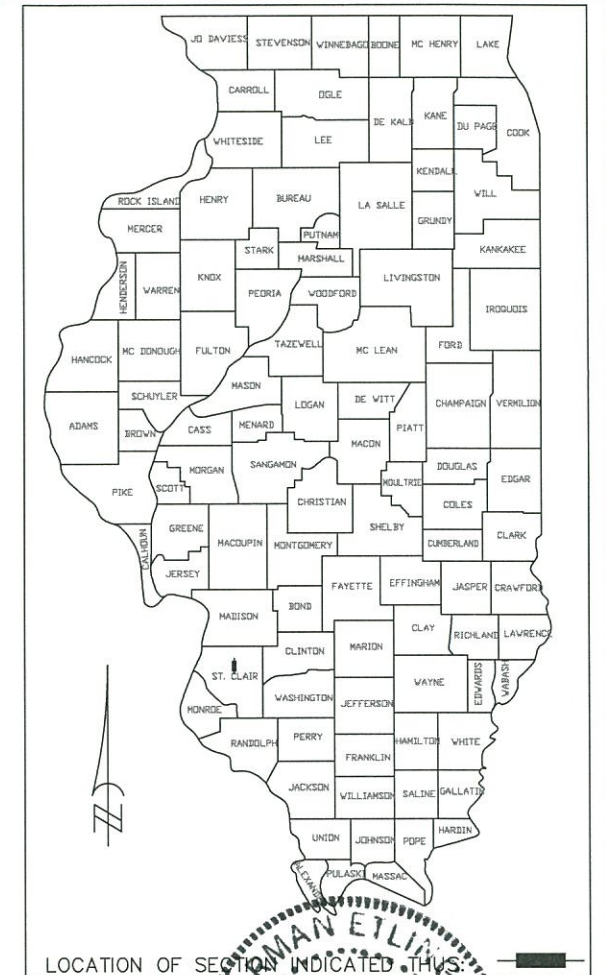 JO DAVIESS STEVENSON WINNEBAGO BOONE MC HENRY LAKE
CARROLL OGLE
DE KALB KANE DU PAGE COOK
WHITESIDE LEE
KENDALL
ROCK ISLAND HENRY BUREAU LA SALLE WILL
GRUNDY
MERCER PUTNAM
STARK MARSHALL KANKAKEE
HENDERSON WARREN KNOX PEORIA WOODFORD LIVINGSTON
IROQUOIS
HANCOCK MC DONOUGH FULTON TAZEWELL MC LEAN FORD
MASON
SCHUYLER LOGAN DE WITT CHAMPAIGN VERMILION
ADAMS BROWN CASS MENARD MACON PIATT
MORGAN SANGAMON DOUGLAS
PIKE SCOTT CHRISTIAN MOULTRIE COLES EDGAR
GREENE SHELBY
CALHOUN MACOUPIN MONTGOMERY CUMBERLAND CLARK
JERSEY FAYETTE EFFINGHAM JASPER CRAWFORD
MADISON BOND
CLAY RICHLAND LAWRENCE
CLINTON MARION
ST. CLAIR WAYNE EDWARDS WABASH
WASHINGTON JEFFERSON
MONROE
RANDOLPH PERRY HAMILTON WHITE
FRANKLIN
JACKSON WILLIAMSON SALINE GALLATIN
UNION JOHNSON POPE HARDIN
ALEXANDER PULASKI MASSAC
LOCATION OF SECTION INDICATED THUS: